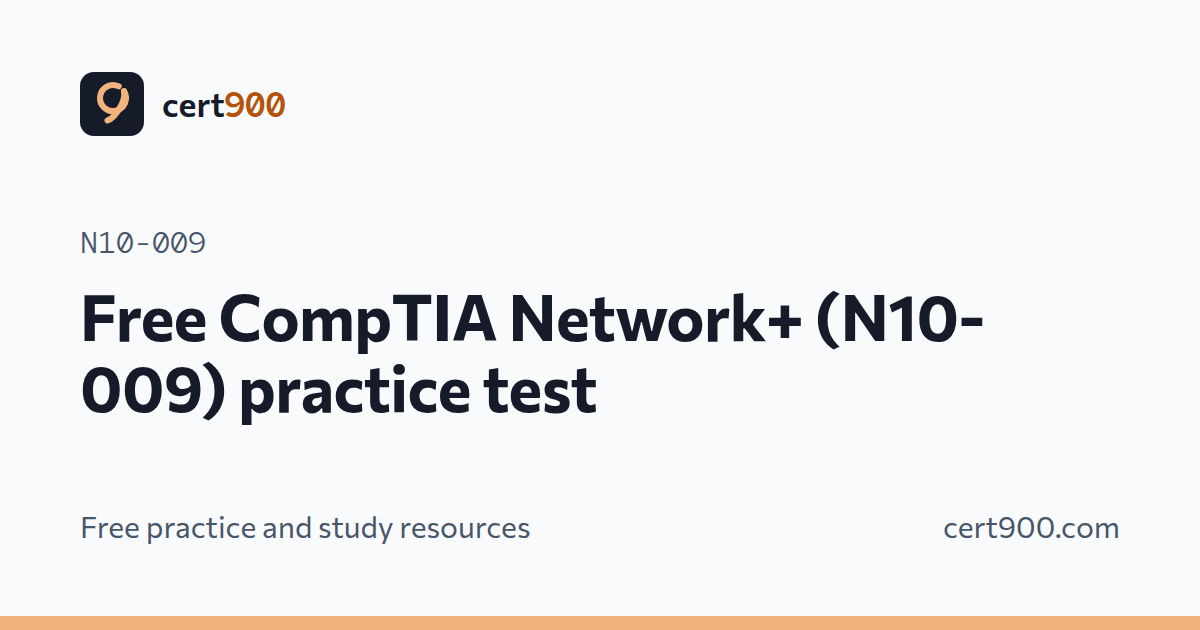 cert900
N10-009
Free CompTIA Network+ (N10-
009) practice test
Free practice and study resources
cert900.com